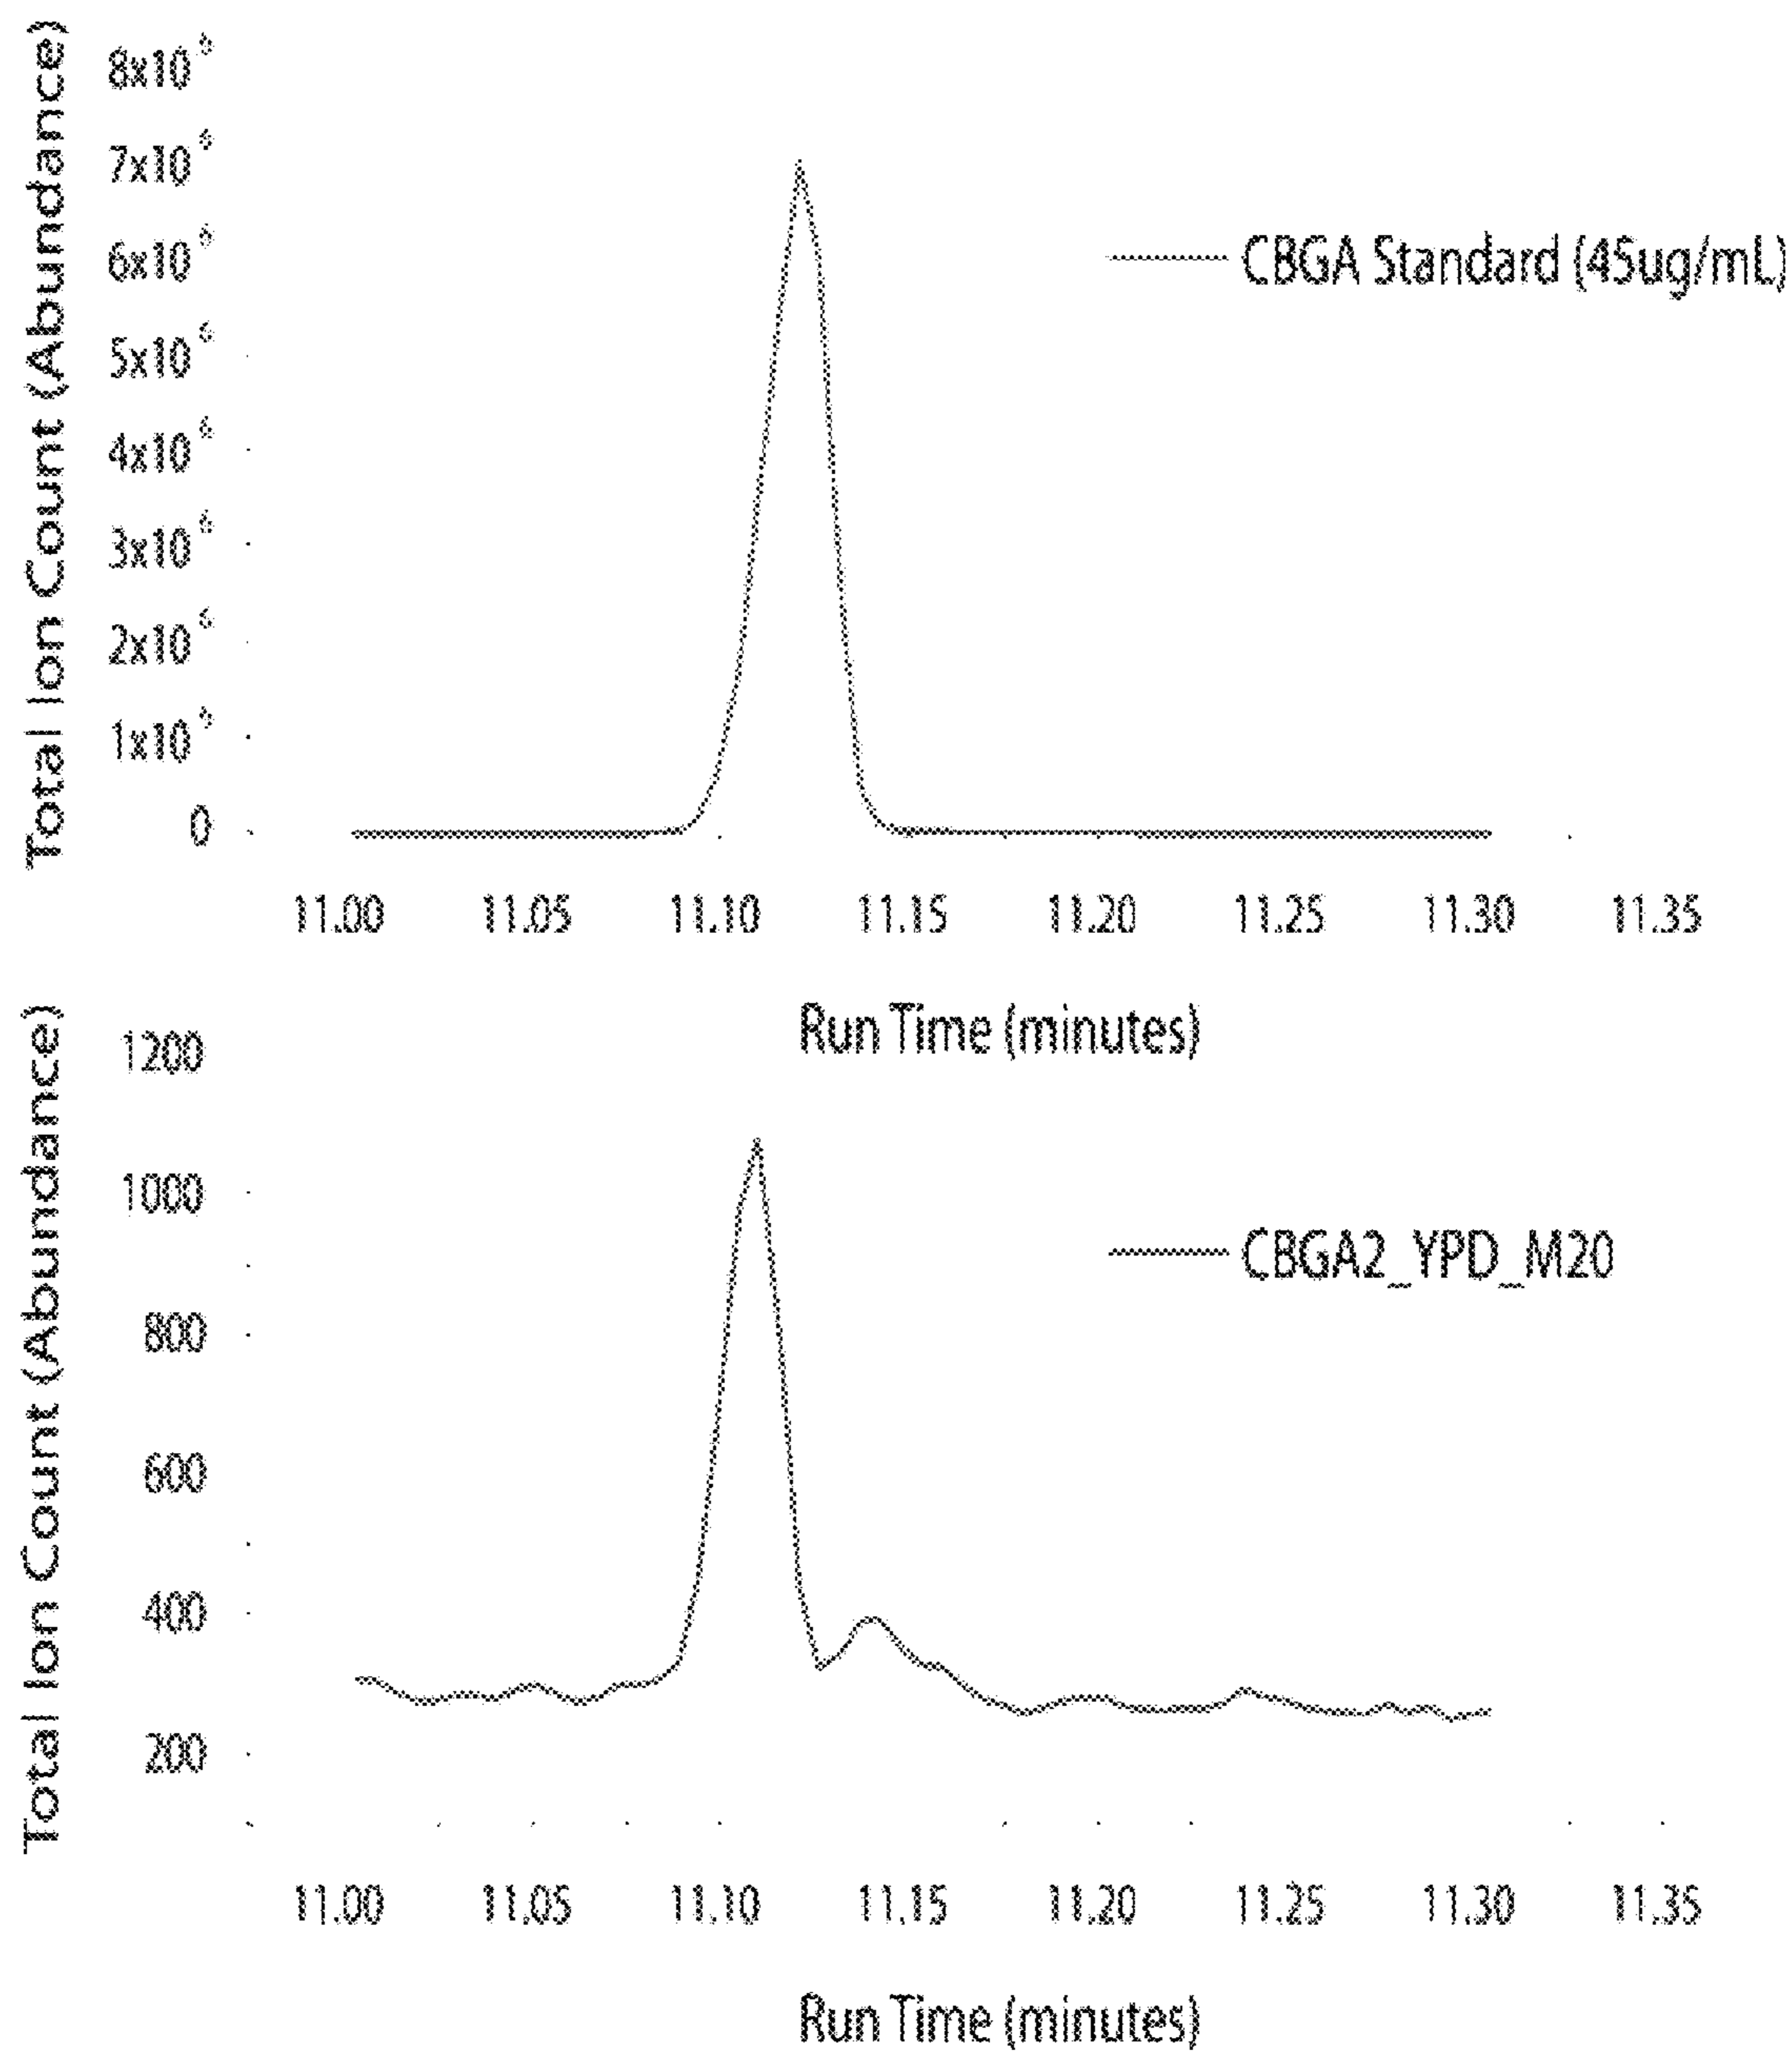 Total Ion Count (Abundance)
8x10⁶
7x10⁶
6x10⁶
5x10⁶
4x10⁶
3x10⁶
2x10⁶
1x10⁶
0
CBGA Standard (45ug/mL)
11.00 11.05 11.10 11.15 11.20 11.25 11.30 11.35
Run Time (minutes)
Total Ion Count (Abundance)
1200
1000
800
600
400
200
CBGA2_YPD_M20
11.00 11.05 11.10 11.15 11.20 11.25 11.30 11.35
Run Time (minutes)